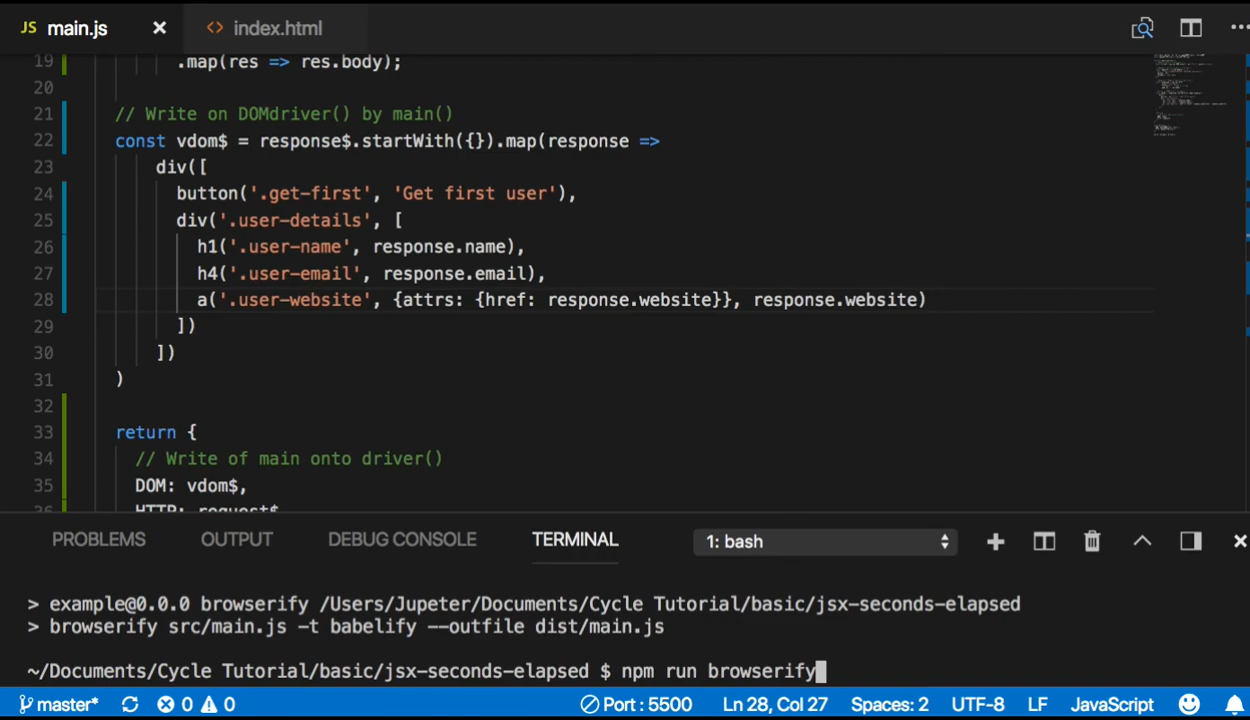 JS main.js × <> index.html
19 .map(res => res.body);
20
21 // Write on DOMdriver() by main()
22 const vdom$ = response$.startWith({}).map(response =>
23 div([
24 button('.get-first', 'Get first user'),
25 div('.user-details', [
26 h1('.user-name', response.name),
27 h4('.user-email', response.email),
28 a('.user-website', {attrs: {href: response.website}}, response.website)
29 ])
30 ])
31 )
32
33 return {
34 // Write of main onto driver()
35 DOM: vdom$,
36 HTTP: request$
PROBLEMS OUTPUT DEBUG CONSOLE TERMINAL 1: bash
> example@0.0.0 browserify /Users/Jupeter/Documents/Cycle Tutorial/basic/jsx-seconds-elapsed
> browserify src/main.js -t babelify --outfile dist/main.js
~/Documents/Cycle Tutorial/basic/jsx-seconds-elapsed $ npm run browserify
master* 0 0 Port : 5500 Ln 28, Col 27 Spaces: 2 UTF-8 LF JavaScript